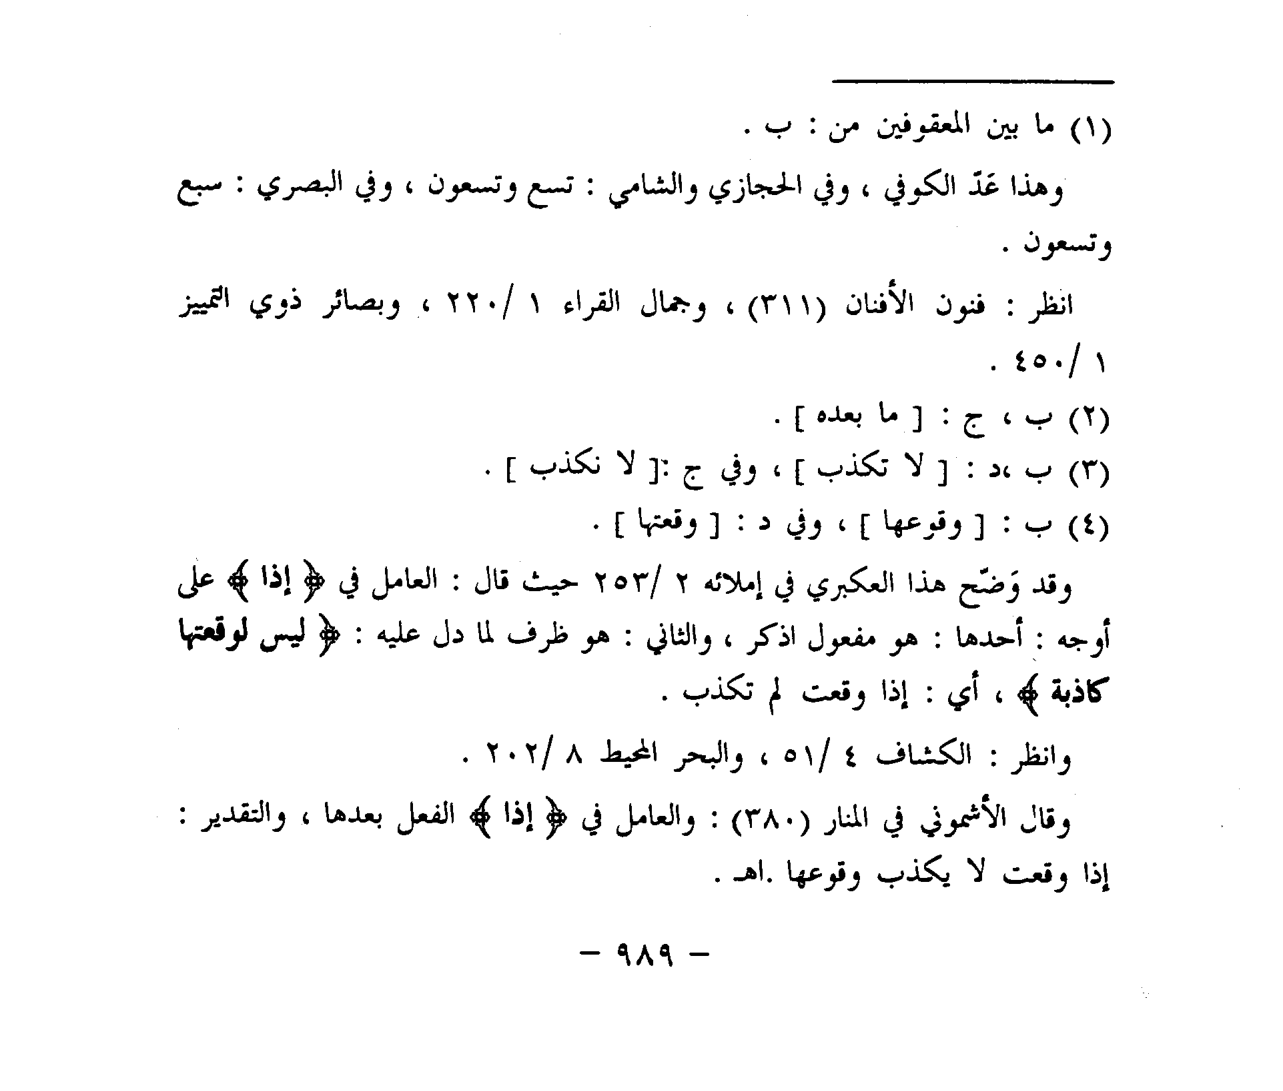 (١) ما بين المعقوفين من : ب .
وهذا عَدّ الكوفي ، وفي الحجازي والشامي : تسع وتسعون ، وفي البصري : سبع
وتسعون .
انظر : فنون الأفنان (٣١١) ، وجمال القراء ١ /٢٢٠ ، وبصائر ذوي التمييز
١ /٤٥٠ .
(٢) ب ، ج : [ ما بعده ] .
(٣) ب ،د : [ لا تكذب ] ، وفي ج :[ لا نكذب ] .
(٤) ب : [ وقوعها ] ، وفي د : [ وقعتها ] .
وقد وَضّح هذا العكبري في إملائه ٢ /٢٥٣ حيث قال : العامل في ﴿ إذا ﴾ على
أوجه : أحدها : هو مفعول اذكر ، والثاني : هو ظرف لما دل عليه : ﴿ ليس لوقعتها
كاذبة ﴾ ، أي : إذا وقعت لم تكذب .
وانظر : الكشاف ٤ /٥١ ، والبحر المحيط ٨ /٢٠٢ .
وقال الأشموني في المنار (٣٨٠) : والعامل في ﴿ إذا ﴾ الفعل بعدها ، والتقدير :
إذا وقعت لا يكذب وقوعها .اهـ .
– ٩٨٩ –